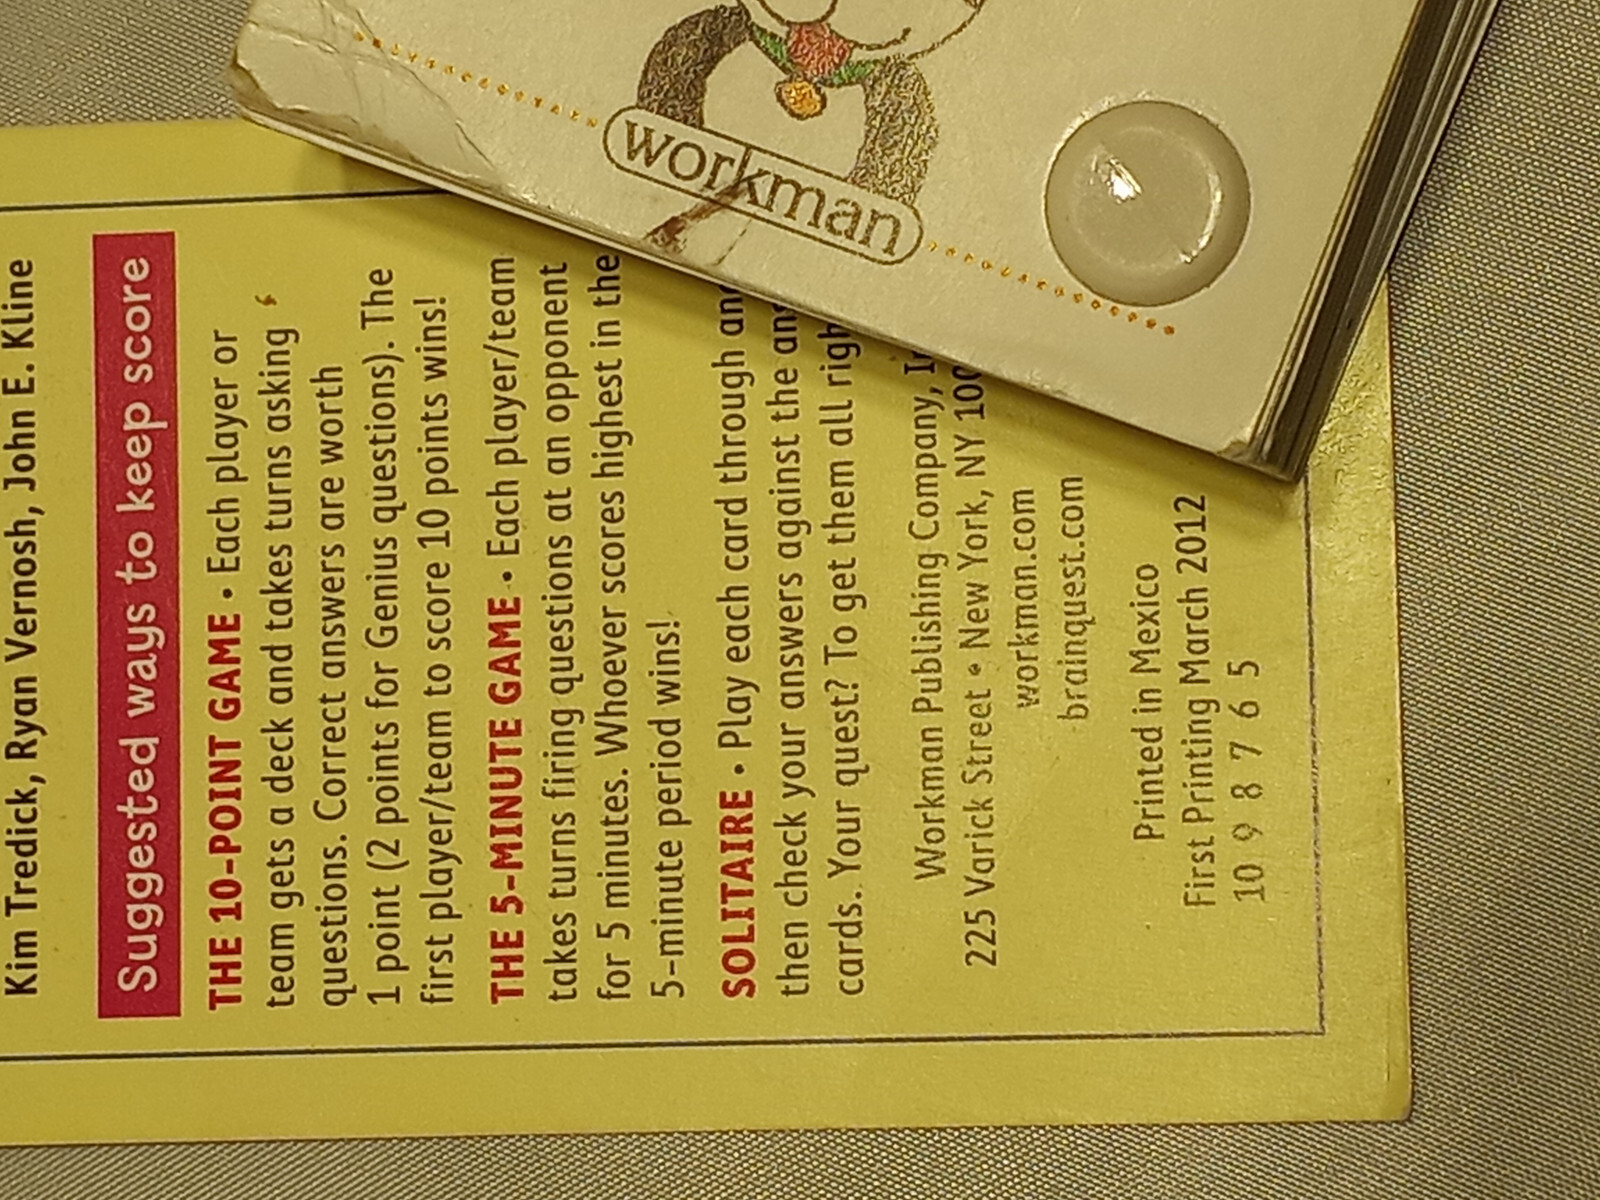 Kim Tredick, Ryan Vernosh, John E. Kline
Suggested ways to keep score
THE 10-POINT GAME • Each player or
team gets a deck and takes turns asking
questions. Correct answers are worth
1 point (2 points for Genius questions). The
first player/team to score 10 points wins!
THE 5-MINUTE GAME • Each player/team
takes turns firing questions at an opponent
for 5 minutes. Whoever scores highest in the
5-minute period wins!
SOLITAIRE • Play each card through
then check your answers against the
cards. Your quest? To get them all
Workman Publishing Company,
225 Varick Street • New York, NY
workman.com
brainquest.com
Printed in Mexico
First Printing March 2012
10 9 8 7 6 5
workman